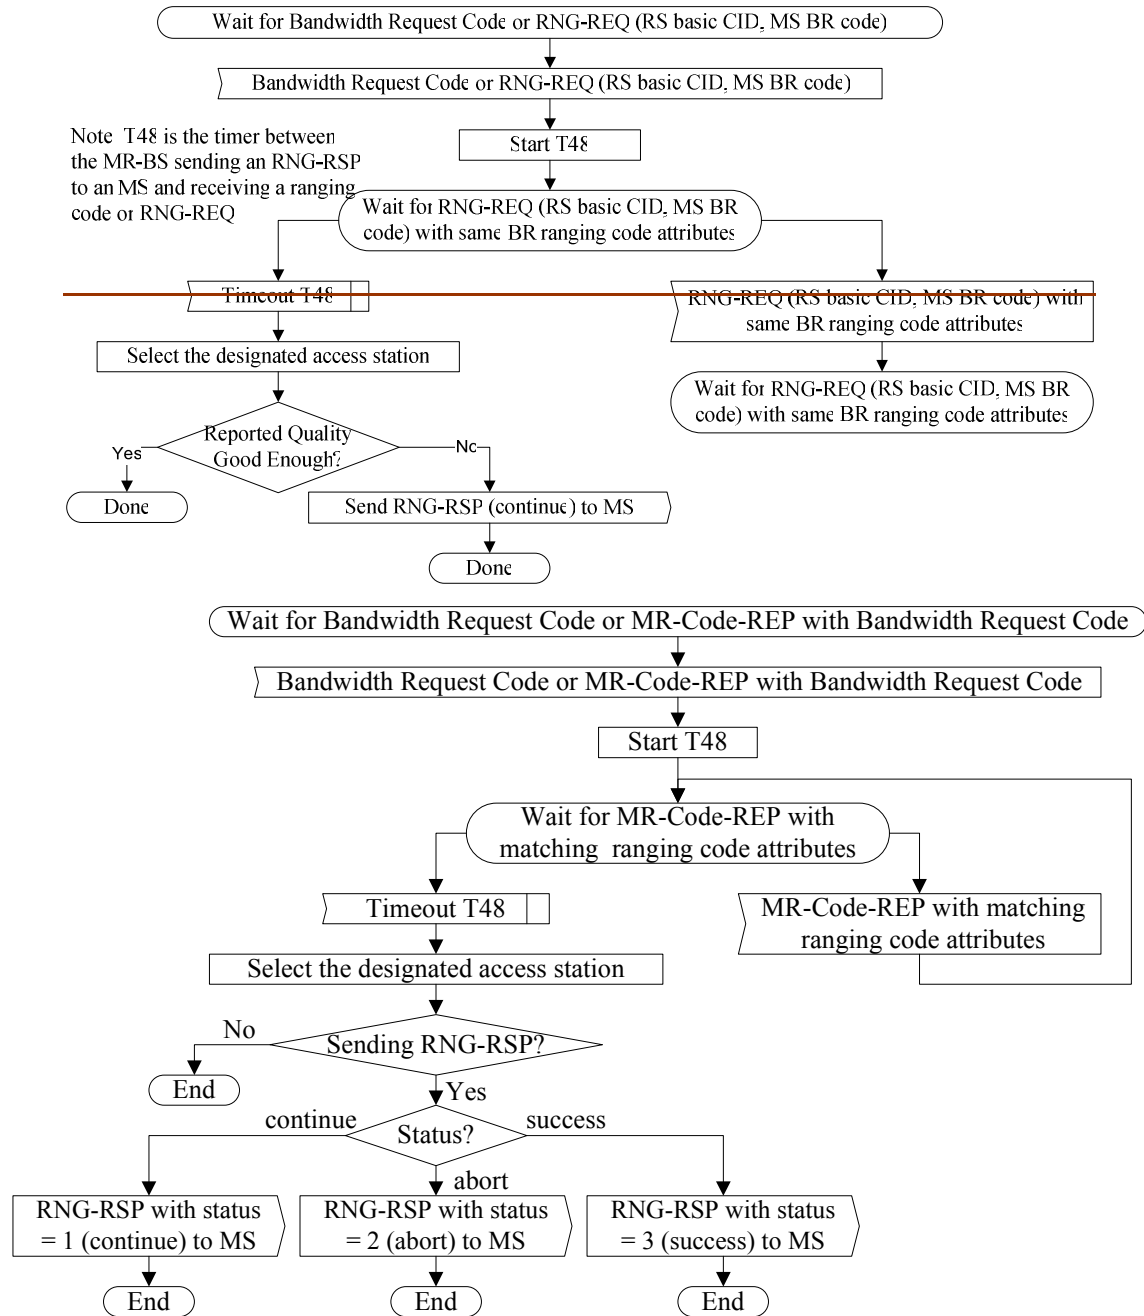 Wait for Bandwidth Request Code or RNG-REQ (RS basic CID, MS BR code)
Bandwidth Request Code or RNG-REQ (RS basic CID, MS BR code)
Note T48 is the timer between
the MR-BS sending an RNG-RSP
to an MS and receiving a ranging
code or RNG-REQ
Start T48
Wait for RNG-REQ (RS basic CID, MS BR
code) with same BR ranging code attributes
Timeout T48
RNG-REQ (RS basic CID, MS BR code) with
same BR ranging code attributes
Select the designated access station
Wait for RNG-REQ (RS basic CID, MS BR
code) with same BR ranging code attributes
Reported Quality
Good Enough?
Yes
No
Done
Send RNG-RSP (continue) to MS
Done
Wait for Bandwidth Request Code or MR-Code-REP with Bandwidth Request Code
Bandwidth Request Code or MR-Code-REP with Bandwidth Request Code
Start T48
Wait for MR-Code-REP with
matching ranging code attributes
Timeout T48
MR-Code-REP with matching
ranging code attributes
Select the designated access station
No
Sending RNG-RSP?
End
Yes
continue
Status?
success
abort
RNG-RSP with status
= 1 (continue) to MS
RNG-RSP with status
= 2 (abort) to MS
RNG-RSP with status
= 3 (success) to MS
End
End
End